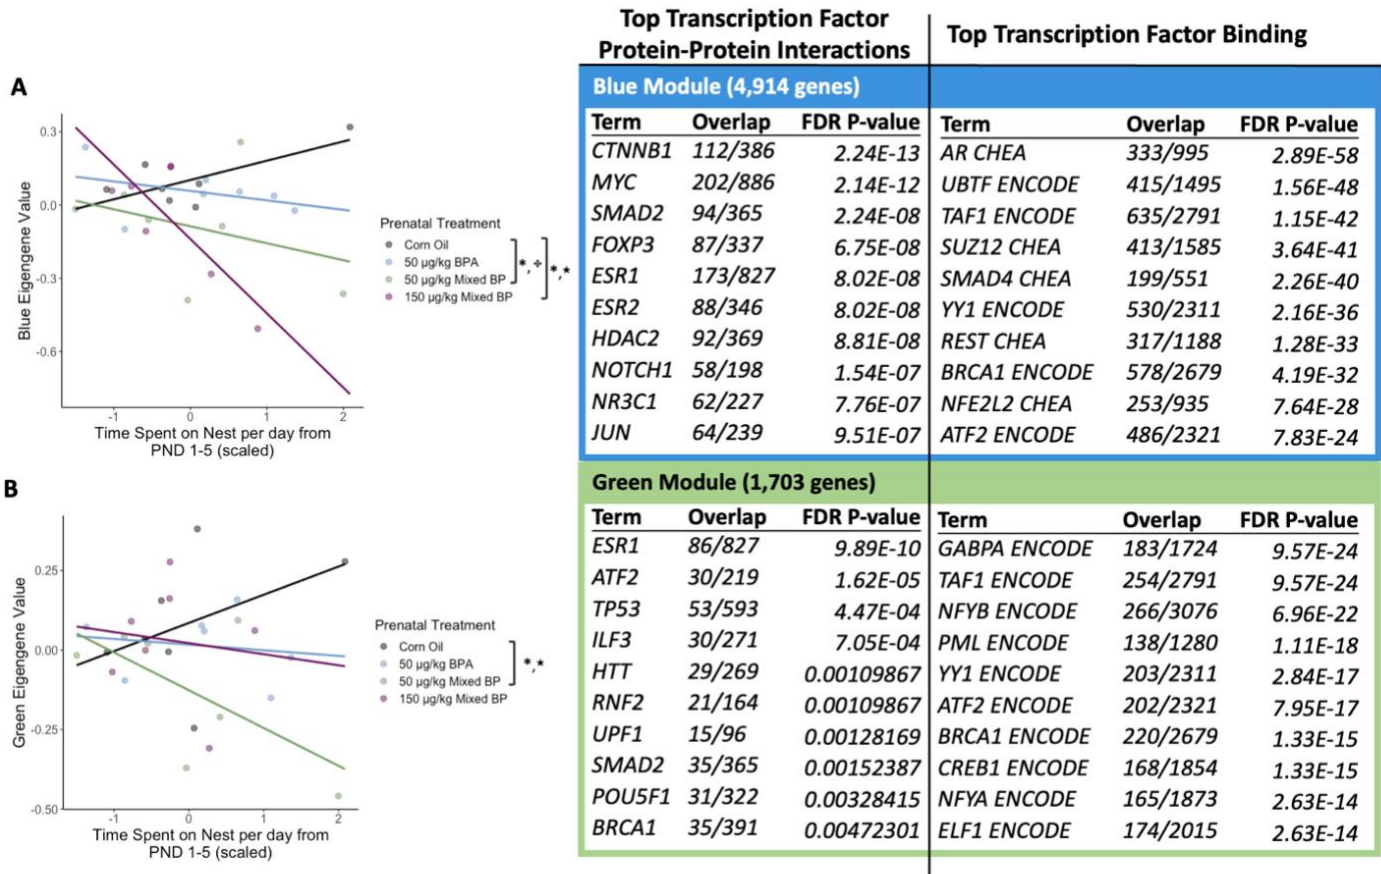 Top Transcription Factor
Protein-Protein Interactions
Top Transcription Factor Binding
A
0.3
0.0
-0.3
-0.6
Blue Eigengene Value
-1
0
1
2
Time Spent on Nest per day from
PND 1-5 (scaled)
Prenatal Treatment
Corn Oil
50 µg/kg BPA
50 µg/kg Mixed BP
150 µg/kg Mixed BP
*,÷
*,★
Blue Module (4,914 genes)
Term Overlap FDR P-value
CTNNB1 112/386 2.24E-13
MYC 202/886 2.14E-12
SMAD2 94/365 2.24E-08
FOXP3 87/337 6.75E-08
ESR1 173/827 8.02E-08
ESR2 88/346 8.02E-08
HDAC2 92/369 8.81E-08
NOTCH1 58/198 1.54E-07
NR3C1 62/227 7.76E-07
JUN 64/239 9.51E-07
Term Overlap FDR P-value
AR CHEA 333/995 2.89E-58
UBTF ENCODE 415/1495 1.56E-48
TAF1 ENCODE 635/2791 1.15E-42
SUZ12 CHEA 413/1585 3.64E-41
SMAD4 CHEA 199/551 2.26E-40
YY1 ENCODE 530/2311 2.16E-36
REST CHEA 317/1188 1.28E-33
BRCA1 ENCODE 578/2679 4.19E-32
NFE2L2 CHEA 253/935 7.64E-28
ATF2 ENCODE 486/2321 7.83E-24
B
0.25
0.00
-0.25
-0.50
Green Eigengene Value
-1
0
1
2
Time Spent on Nest per day from
PND 1-5 (scaled)
Prenatal Treatment
Corn Oil
50 µg/kg BPA
50 µg/kg Mixed BP
150 µg/kg Mixed BP
*,★
Green Module (1,703 genes)
Term Overlap FDR P-value
ESR1 86/827 9.89E-10
ATF2 30/219 1.62E-05
TP53 53/593 4.47E-04
ILF3 30/271 7.05E-04
HTT 29/269 0.00109867
RNF2 21/164 0.00109867
UPF1 15/96 0.00128169
SMAD2 35/365 0.00152387
POU5F1 31/322 0.00328415
BRCA1 35/391 0.00472301
Term Overlap FDR P-value
GABPA ENCODE 183/1724 9.57E-24
TAF1 ENCODE 254/2791 9.57E-24
NFYB ENCODE 266/3076 6.96E-22
PML ENCODE 138/1280 1.11E-18
YY1 ENCODE 203/2311 2.84E-17
ATF2 ENCODE 202/2321 7.95E-17
BRCA1 ENCODE 220/2679 1.33E-15
CREB1 ENCODE 168/1854 1.33E-15
NFYA ENCODE 165/1873 2.63E-14
ELF1 ENCODE 174/2015 2.63E-14